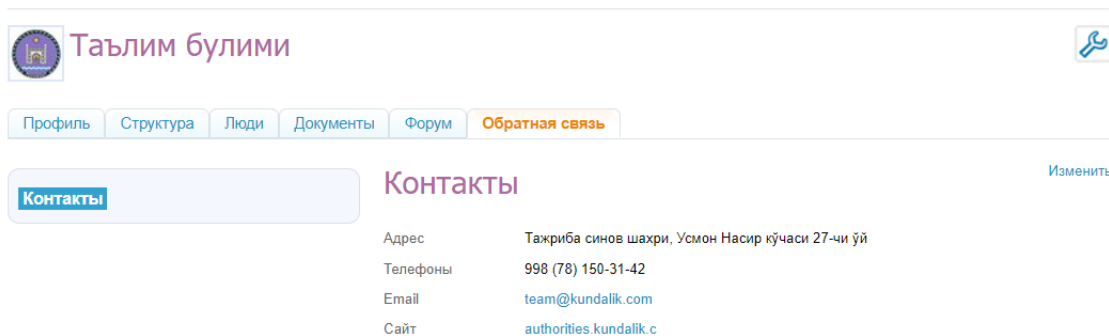 Таълим булими
Профиль Структура Люди Документы Форум Обратная связь
Контакты
Контакты
Изменить
Адрес Тажриба синов шахри, Усмон Насир кўчаси 27-чи ўй
Телефоны 998 (78) 150-31-42
Email team@kundalik.com
Сайт authorities.kundalik.c